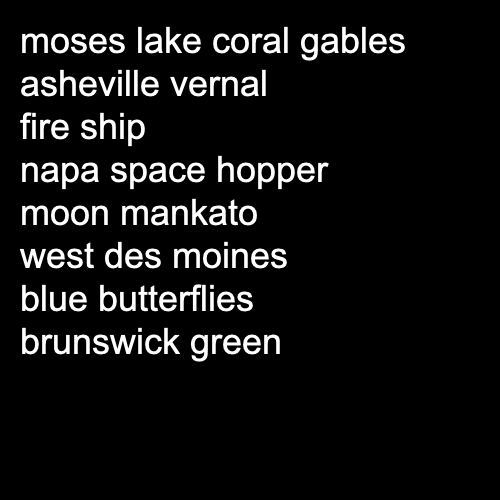 moses lake coral gables
asheville vernal
fire ship
napa space hopper
moon mankato
west des moines
blue butterflies
brunswick green